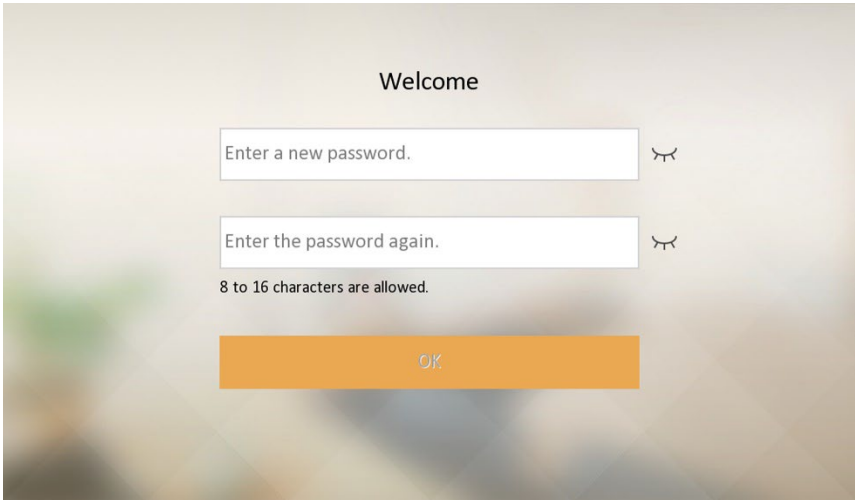 Welcome
Enter a new password.
Enter the password again.
8 to 16 characters are allowed.
OK